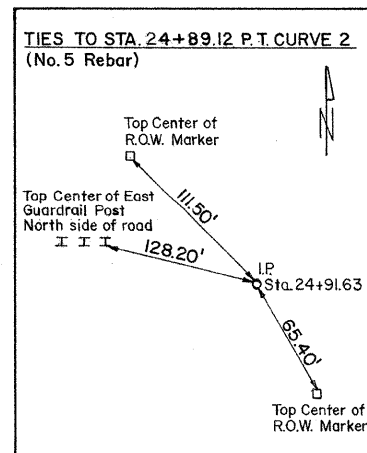 TIES TO STA. 24+89.12 P.T. CURVE 2
(No. 5 Rebar)
N
Top Center of
R.O.W. Marker
111.50'
Top Center of East
Guardrail Post
North side of road
128.20'
I.P.
Sta. 24+91.63
65.40'
Top Center of
R.O.W. Marker